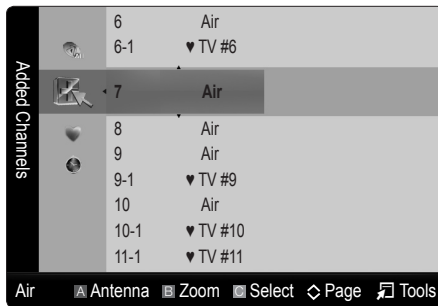 Added Channels
6 Air
6-1 ♥ TV #6
7 Air
8 Air
9 Air
9-1 ♥ TV #9
10 Air
10-1 ♥ TV #10
11-1 ♥ TV #11
Air A Antenna B Zoom C Select Page Tools